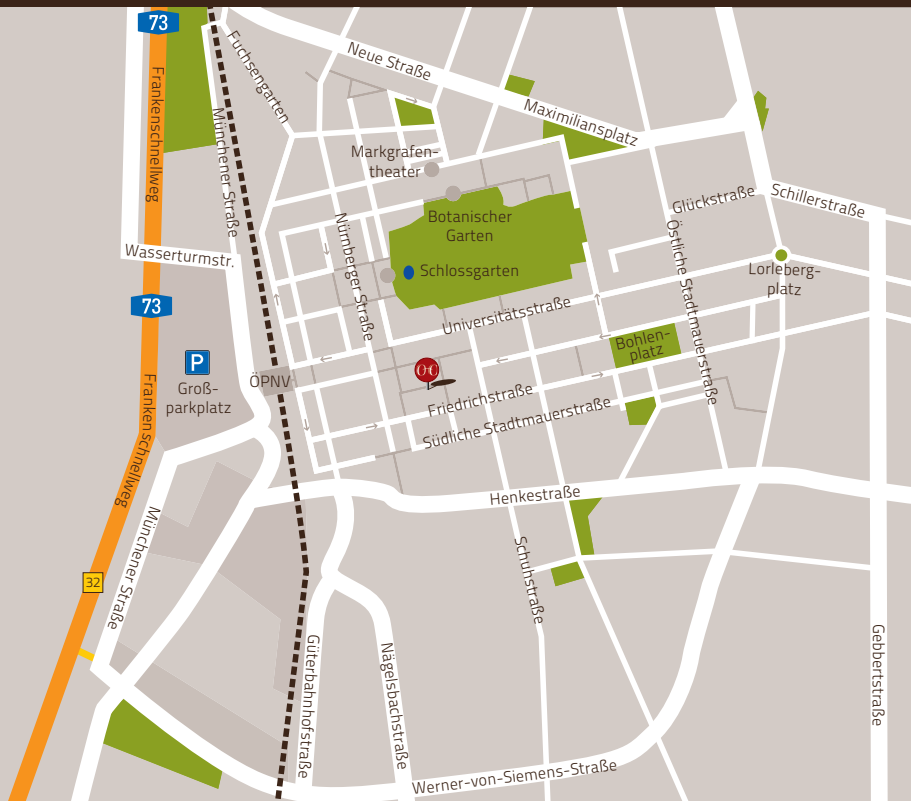 73
Fuchsengarten
Neue Straße
Maximiliansplatz
Frankenschnellweg
Münchener Straße
Markgrafen-
theater
Botanischer
Garten
Schlossgarten
Glückstraße
Schillerstraße
Nürnberger Straße
Östliche Stadtmauerstraße
Wasserturmstr.
Lorleberg-
platz
73
Universitätsstraße
Bohlen-
platz
P
Groß-
parkplatz
ÖPNV
Friedrichstraße
Südliche Stadtmauerstraße
Frankenschnellweg
Henkestraße
Münchener Straße
Schuhstraße
32
Güterbahnhofstraße
Nägelsbachstraße
Gebbertstraße
Werner-von-Siemens-Straße